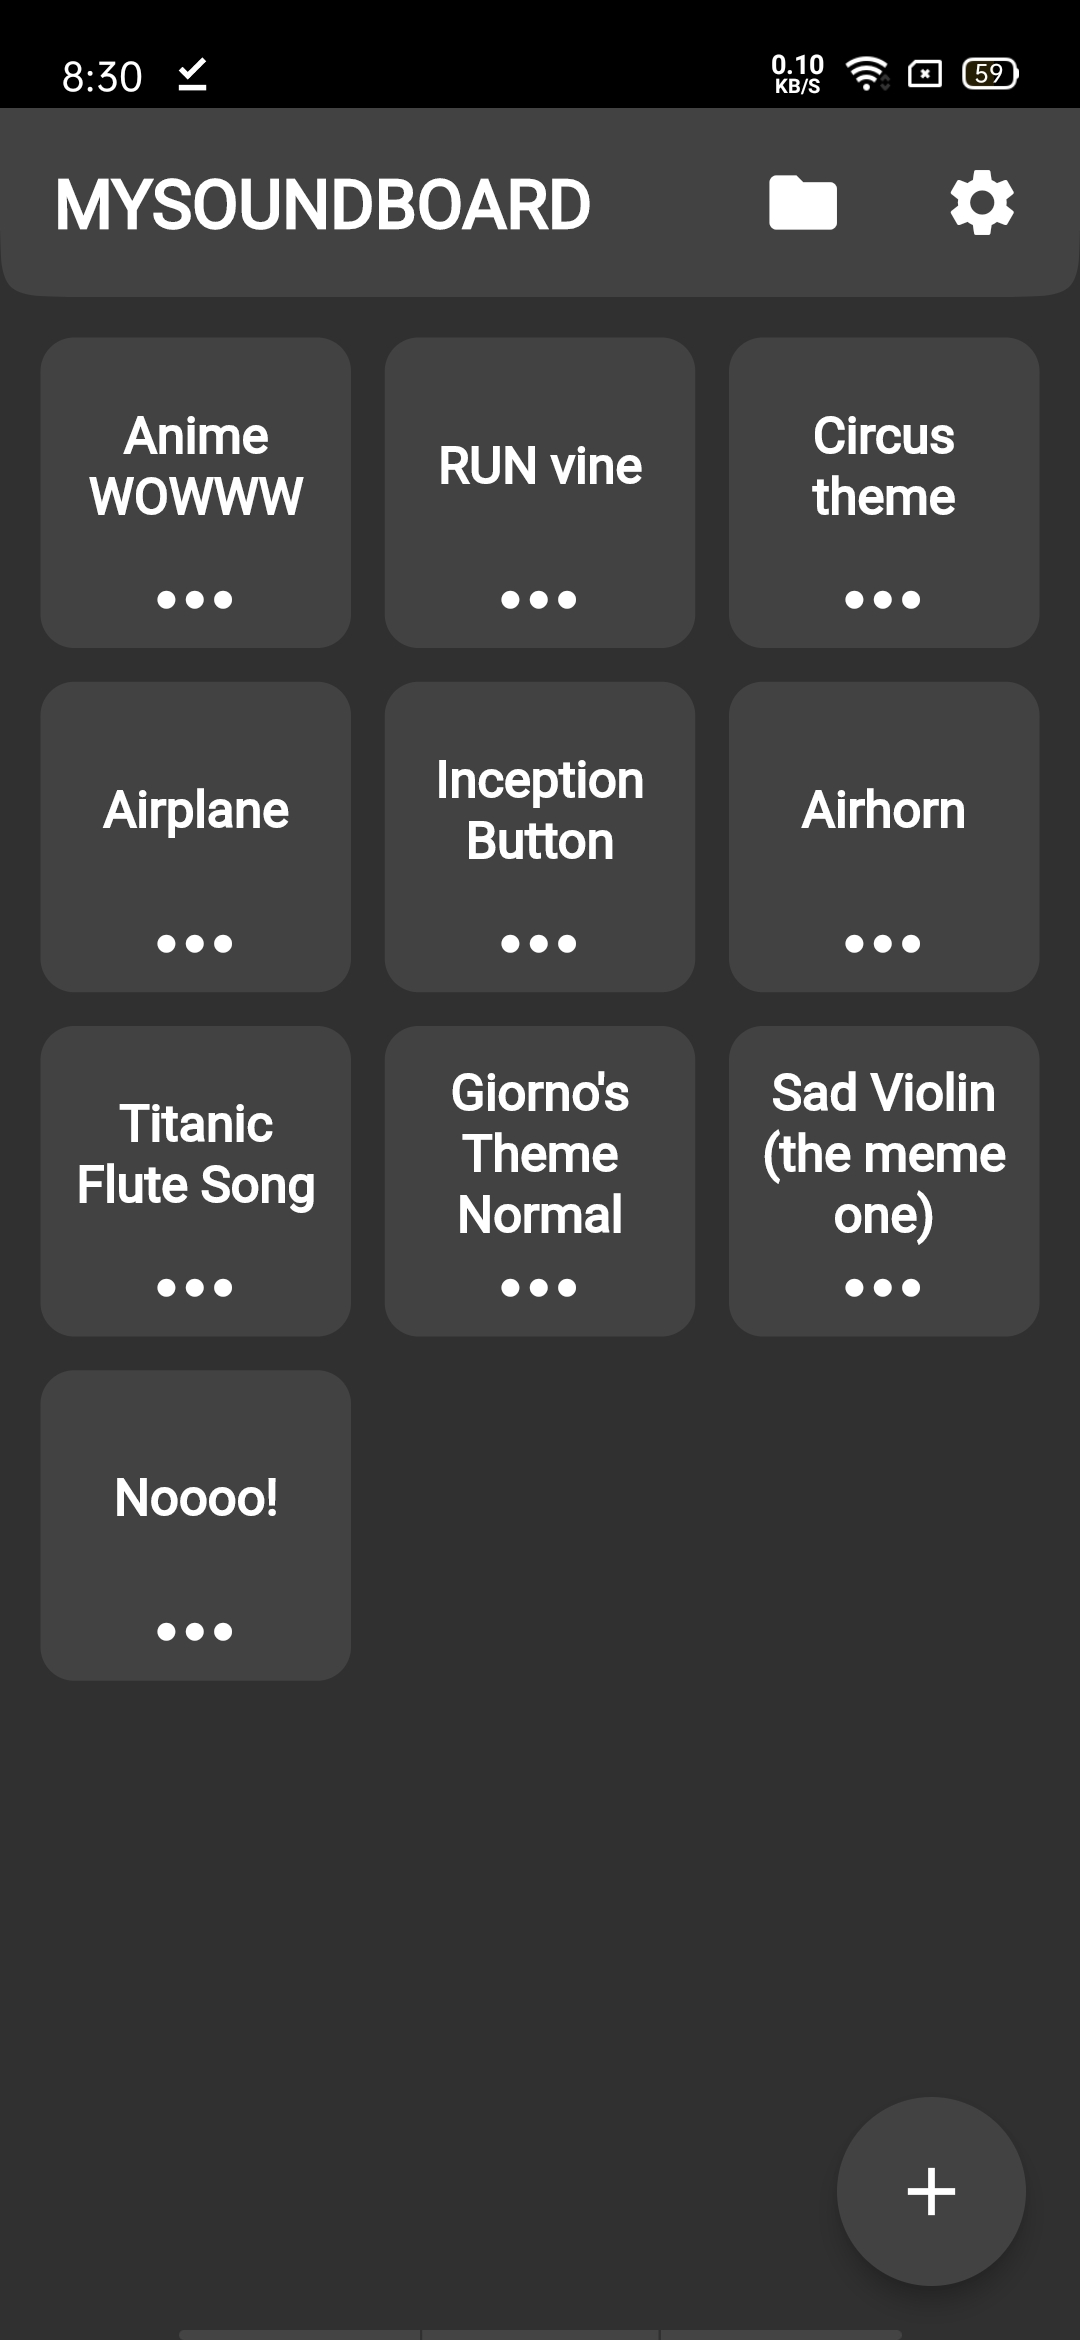 8:30
0.10
KB/S
59
MYSOUNDBOARD
Anime
WOWWW
RUN vine
Circus
theme
Airplane
Inception
Button
Airhorn
Titanic
Flute Song
Giorno's
Theme
Normal
Sad Violin
(the meme
one)
Noooo!